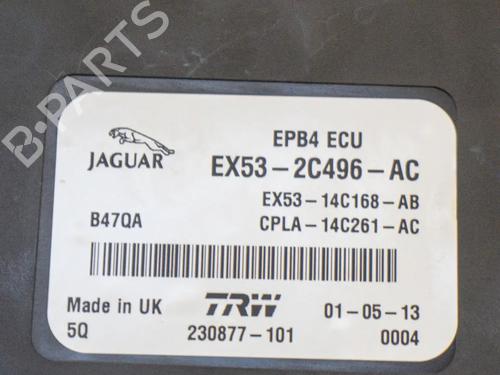 B-PARTS
EPB4 ECU
JAGUAR
EX53-2C496-AC
EX53-14C168-AB
B47QA
CPLA-14C261-AC
Made in UK
TRW
01-05-13
5Q
230877-101
0004